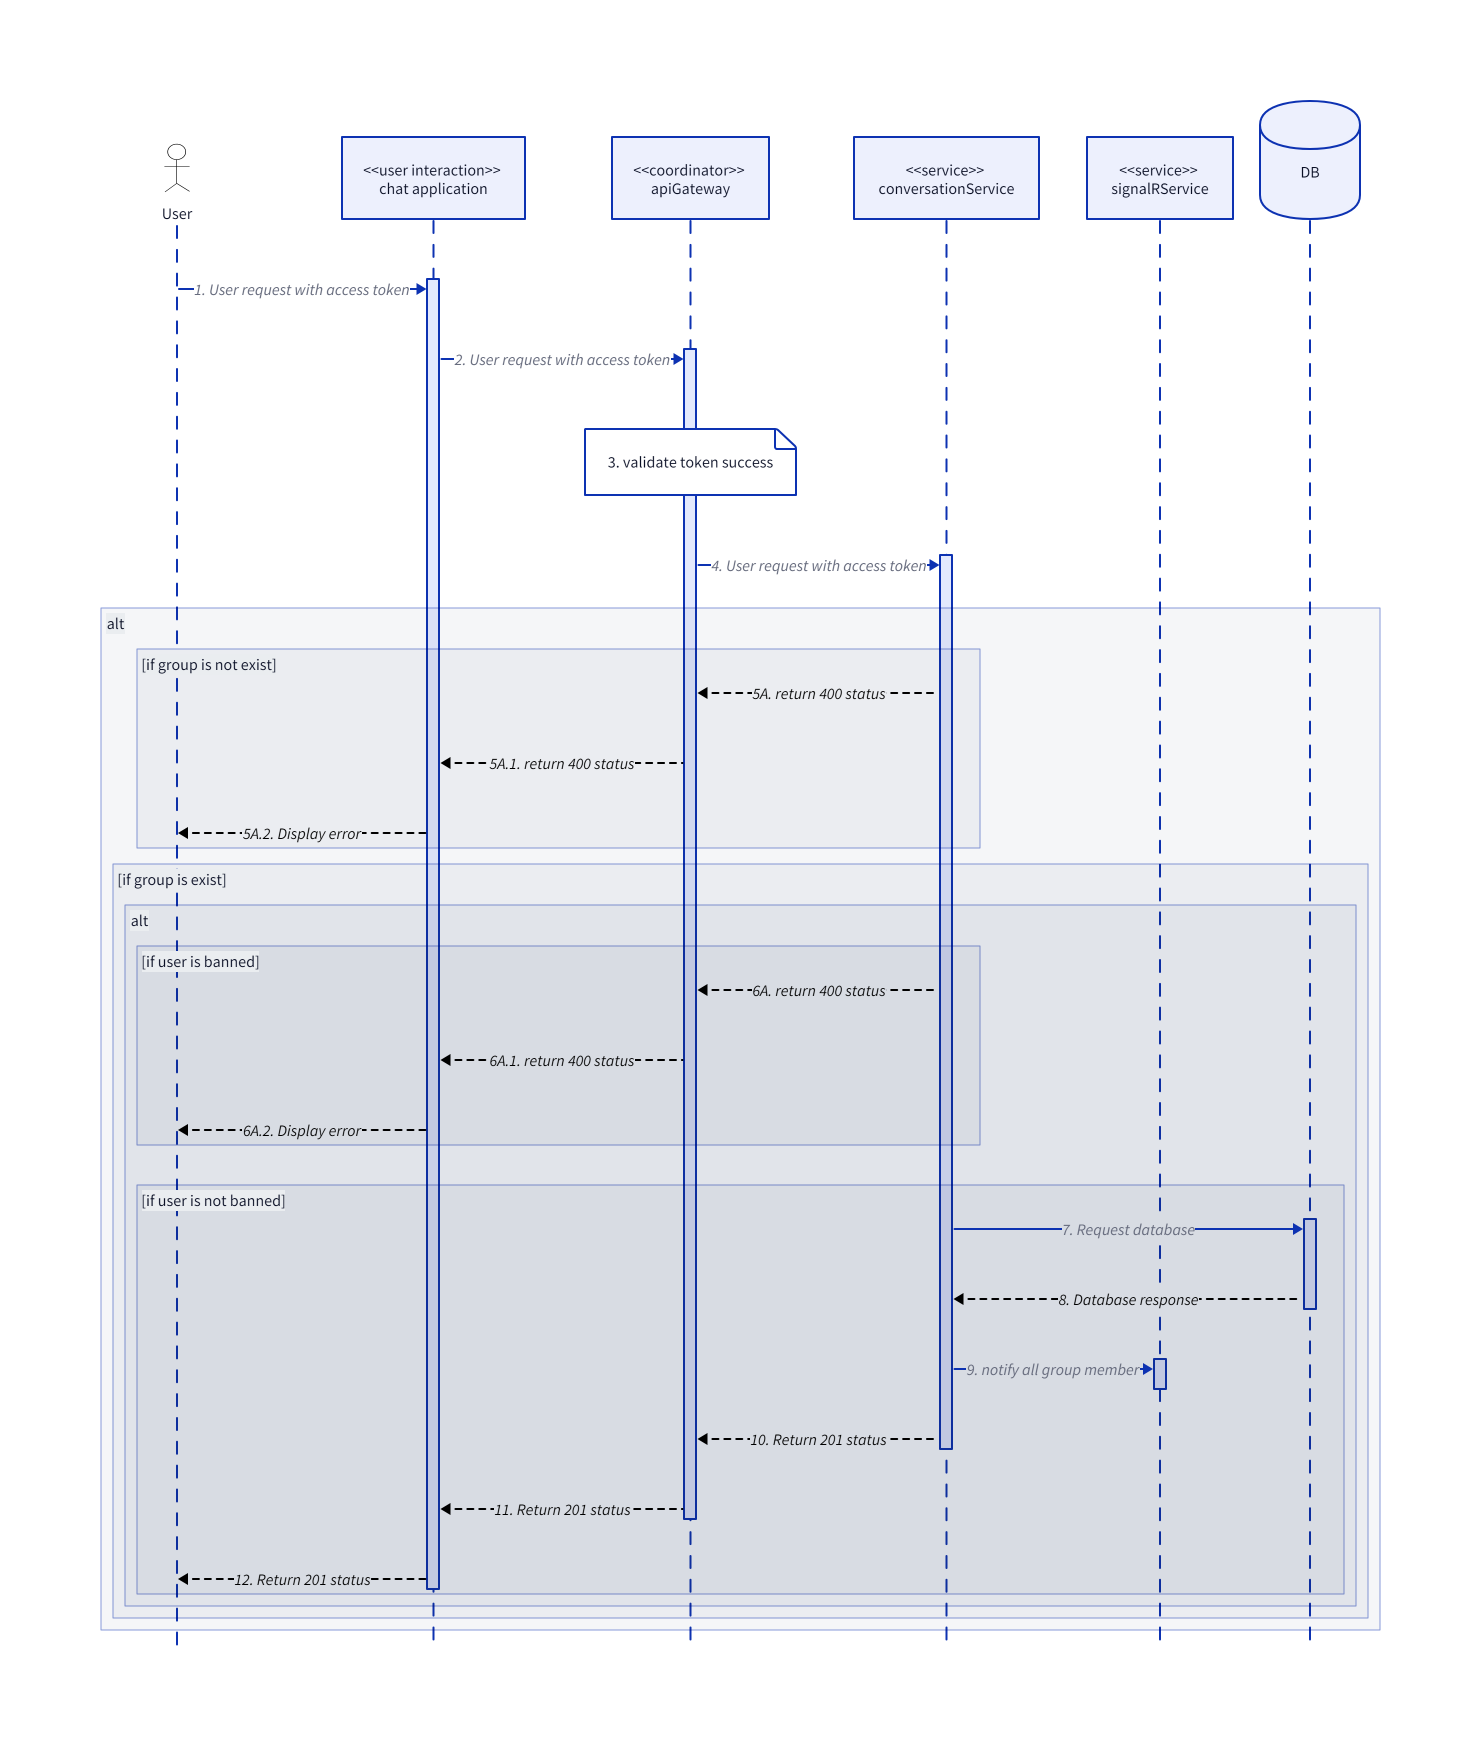 User
<<user interaction>>
chat application
<<coordinator>>
apiGateway
<<service>>
conversationService
<<service>>
signalRService
DB
1. User request with access token
2. User request with access token
3. validate token success
4. User request with access token
alt
[if group is not exist]
5A. return 400 status
5A.1. return 400 status
5A.2. Display error
[if group is exist]
alt
[if user is banned]
6A. return 400 status
6A.1. return 400 status
6A.2. Display error
[if user is not banned]
7. Request database
8. Database response
9. notify all group member
10. Return 201 status
11. Return 201 status
12. Return 201 status